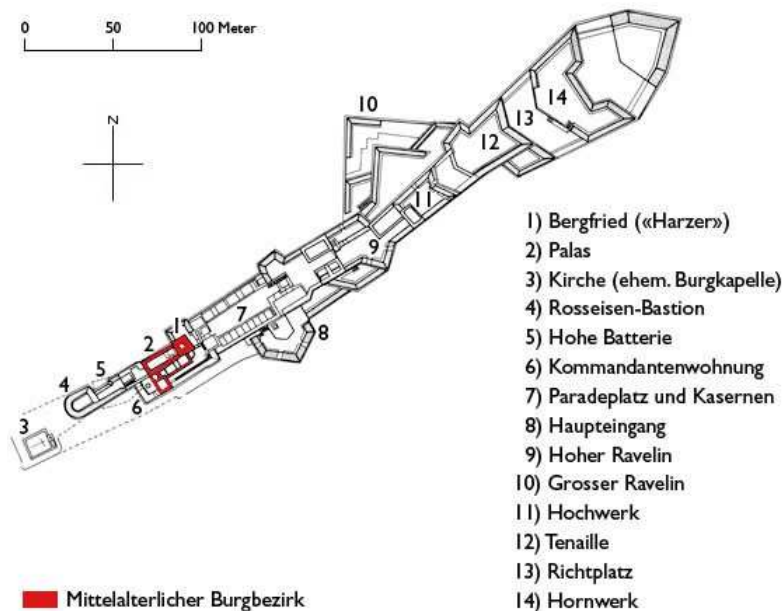 0 50 100 Meter
N
10
14
13
12
11
9
7
8
1
2
5
4
6
3
1) Bergfried («Harzer»)
2) Palas
3) Kirche (ehem. Burgkapelle)
4) Rosseisen-Bastion
5) Hohe Batterie
6) Kommandantenwohnung
7) Paradeplatz und Kasernen
8) Haupteingang
9) Hoher Ravelin
10) Grosser Ravelin
11) Hochwerk
12) Tenaille
13) Richtplatz
14) Hornwerk
Mittelalterlicher Burgbezirk